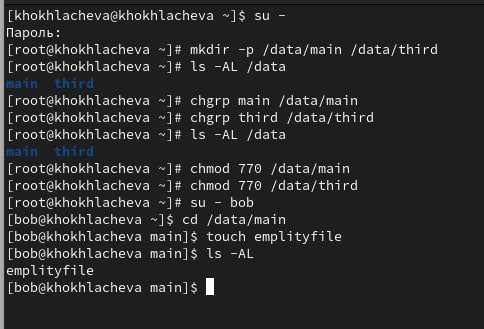 [khokhlacheva@khokhlacheva ~]$ su -
Пароль:
[root@khokhlacheva ~]# mkdir -p /data/main /data/third
[root@khokhlacheva ~]# ls -AL /data
main  third
[root@khokhlacheva ~]# chgrp main /data/main
[root@khokhlacheva ~]# chgrp third /data/third
[root@khokhlacheva ~]# ls -AL /data
main  third
[root@khokhlacheva ~]# chmod 770 /data/main
[root@khokhlacheva ~]# chmod 770 /data/third
[root@khokhlacheva ~]# su - bob
[bob@khokhlacheva ~]$ cd /data/main
[bob@khokhlacheva main]$ touch emplityfile
[bob@khokhlacheva main]$ ls -AL
emplityfile
[bob@khokhlacheva main]$